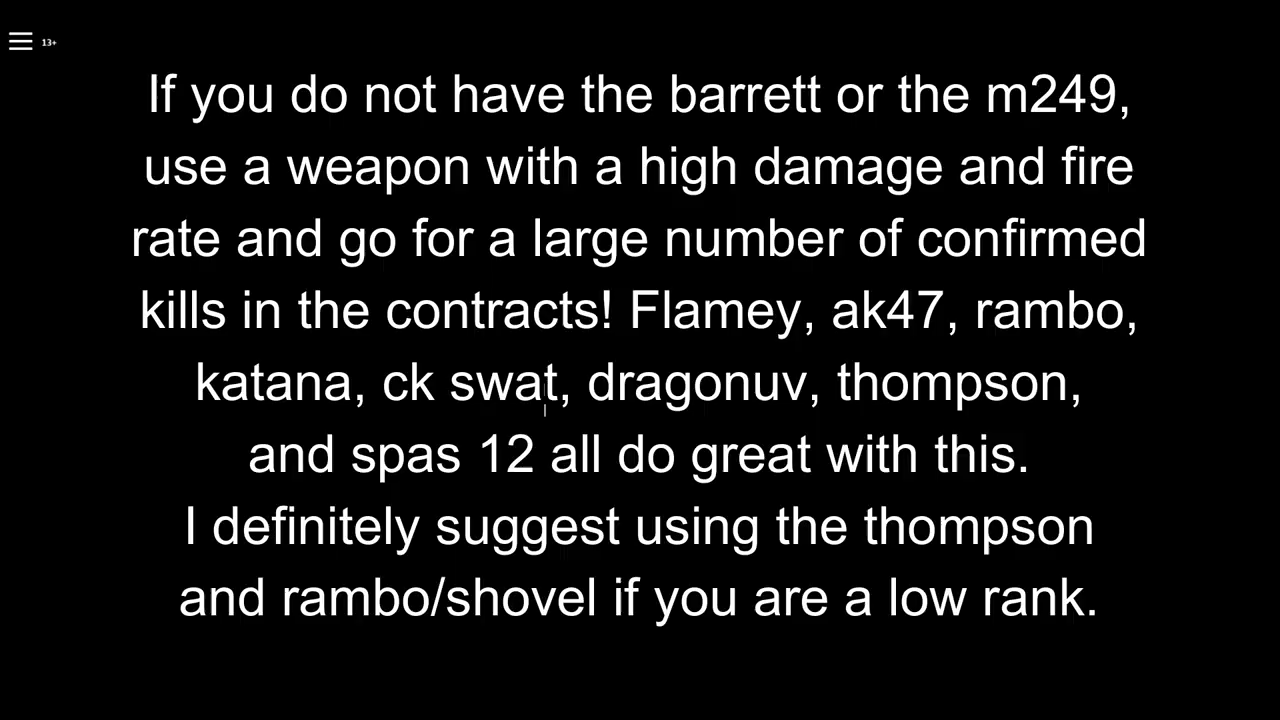 13+
If you do not have the barrett or the m249,
use a weapon with a high damage and fire
rate and go for a large number of confirmed
kills in the contracts! Flamey, ak47, rambo,
katana, ck swat, dragonuv, thompson,
and spas 12 all do great with this.
I definitely suggest using the thompson
and rambo/shovel if you are a low rank.